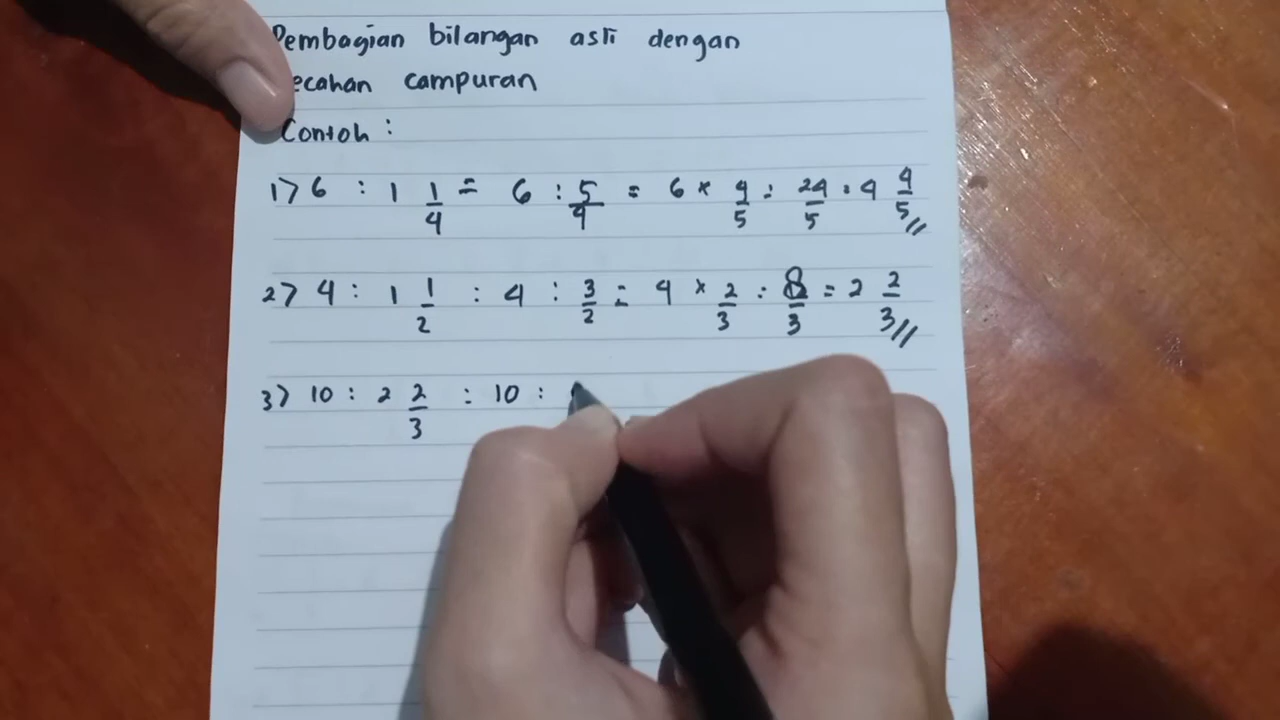 Pembagian bilangan asli dengan
ecahan campuran
Contoh :
1) 6 : 1 1/4 = 6 : 5/4 = 6 × 4/5 = 24/5 = 4 4/5 //
2) 4 : 1 1/2 = 4 : 3/2 = 4 × 2/3 = 8/3 = 2 2/3 //
3) 10 : 2 2/3 = 10 :